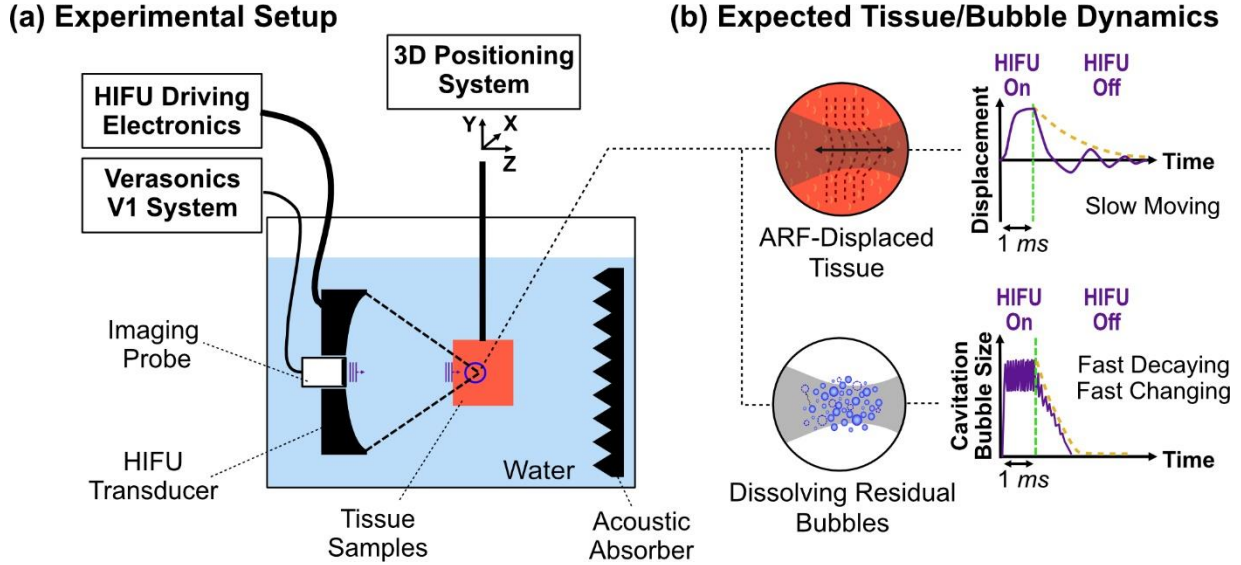 (a) Experimental Setup
HIFU Driving
Electronics
Verasonics
V1 System
3D Positioning
System
Y
X
Z
Imaging
Probe
HIFU
Transducer
Tissue
Samples
Water
Acoustic
Absorber
(b) Expected Tissue/Bubble Dynamics
ARF-Displaced
Tissue
HIFU
On
HIFU
Off
Displacement
Time
Slow Moving
1 ms
Dissolving Residual
Bubbles
HIFU
On
HIFU
Off
Cavitation
Bubble Size
Fast Decaying
Fast Changing
Time
1 ms